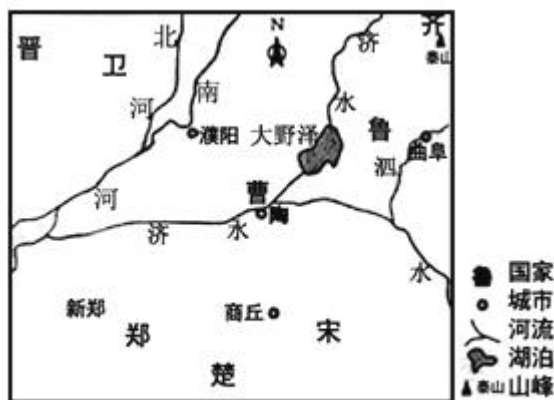 晋
卫
北
河
南
河
N
济
水
齐
泰山
濮阳
大野泽
鲁
曲阜
泗
水
曹
陶
济
水
新郑
郑
商丘
宋
楚
鲁 国家
城市
河流
湖泊
泰山 山峰